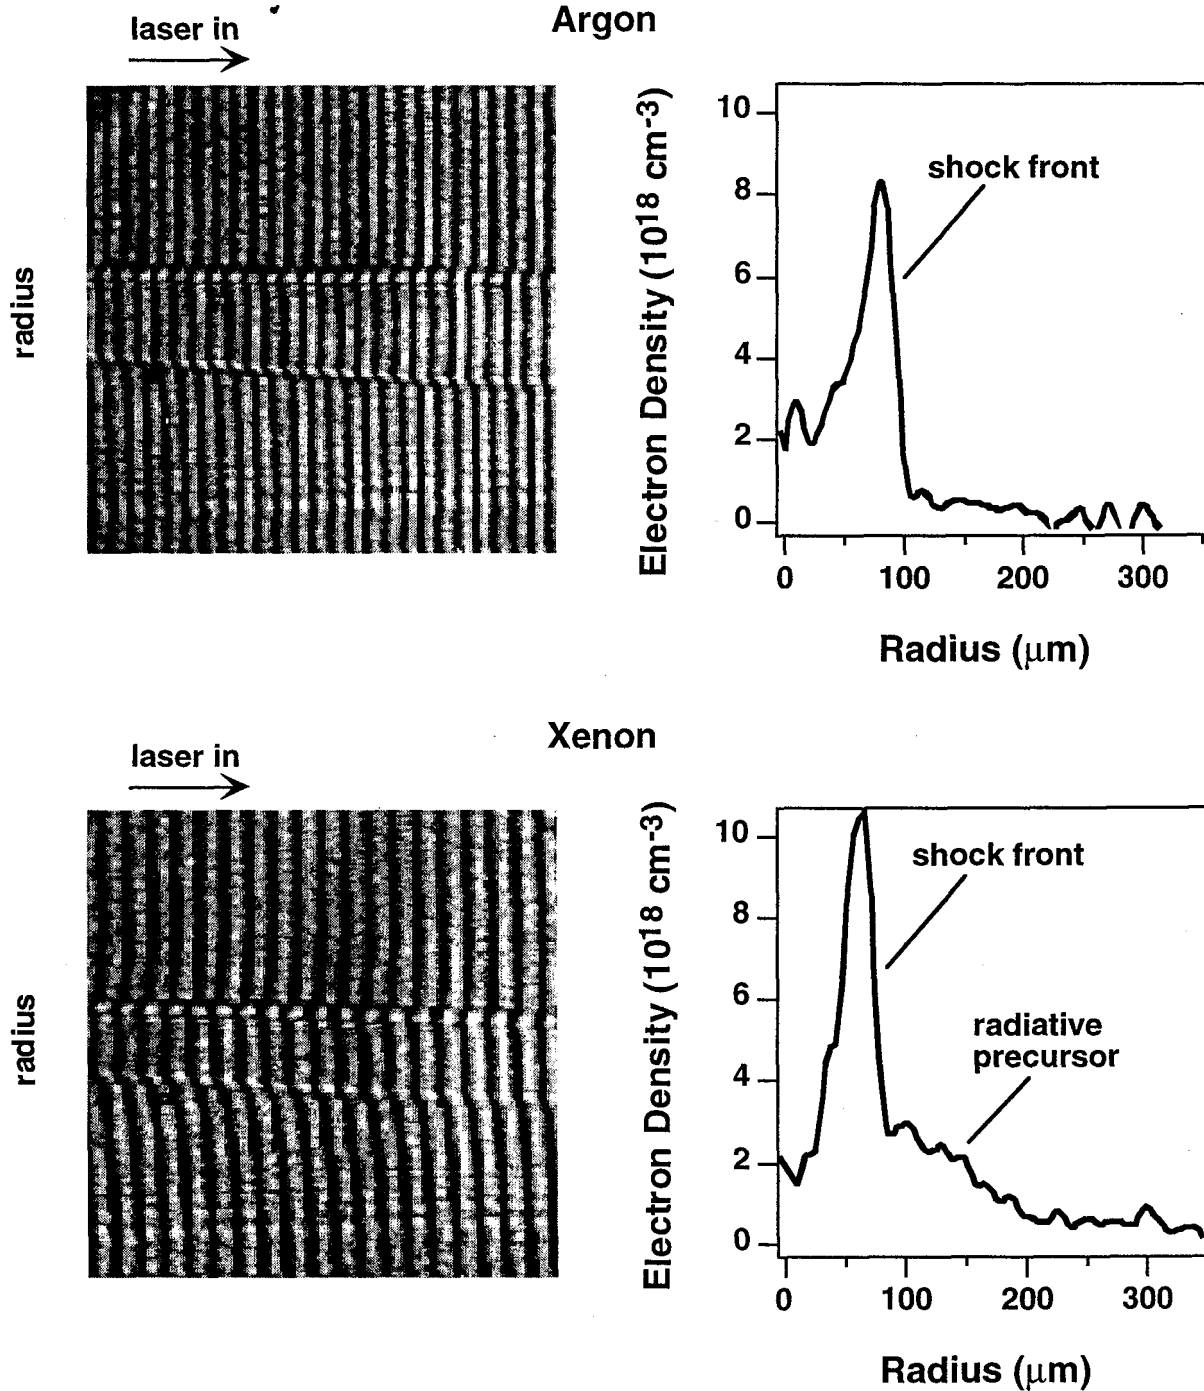 Argon
laser in
radius
Electron Density (10¹⁸ cm⁻³)
10
8
6
4
2
0
shock front
0 100 200 300
Radius (μm)
Xenon
laser in
radius
Electron Density (10¹⁸ cm⁻³)
10
8
6
4
2
0
shock front
radiative
precursor
0 100 200 300
Radius (μm)